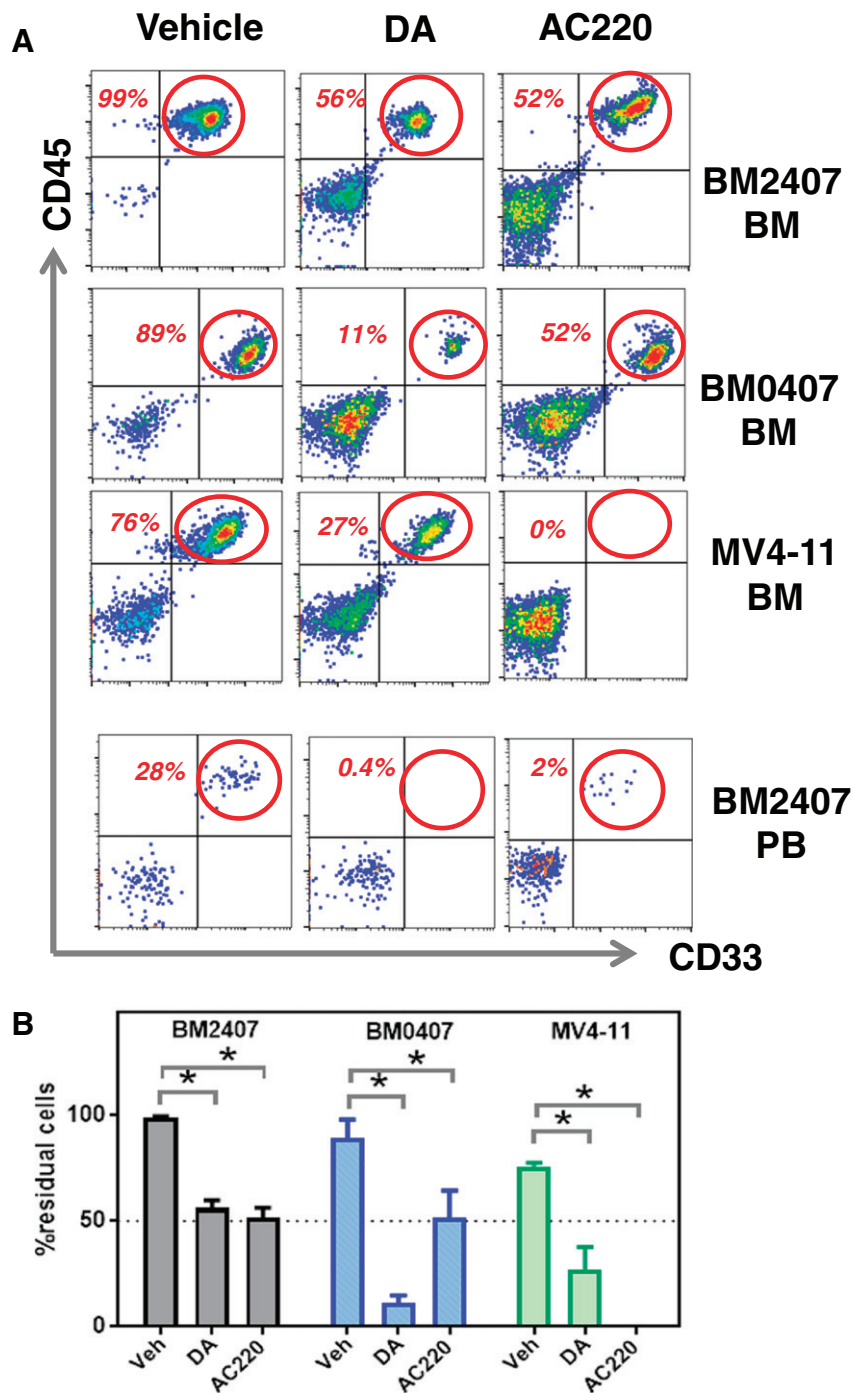 A
Vehicle DA AC220
CD45
99% 56% 52%
BM2407
BM
89% 11% 52%
BM0407
BM
76% 27% 0%
MV4-11
BM
28% 0.4% 2%
BM2407
PB
CD33
B
BM2407 BM0407 MV4-11
* * * * * *
%residual cells
100
50
0
Veh DA AC220 Veh DA AC220 Veh DA AC220